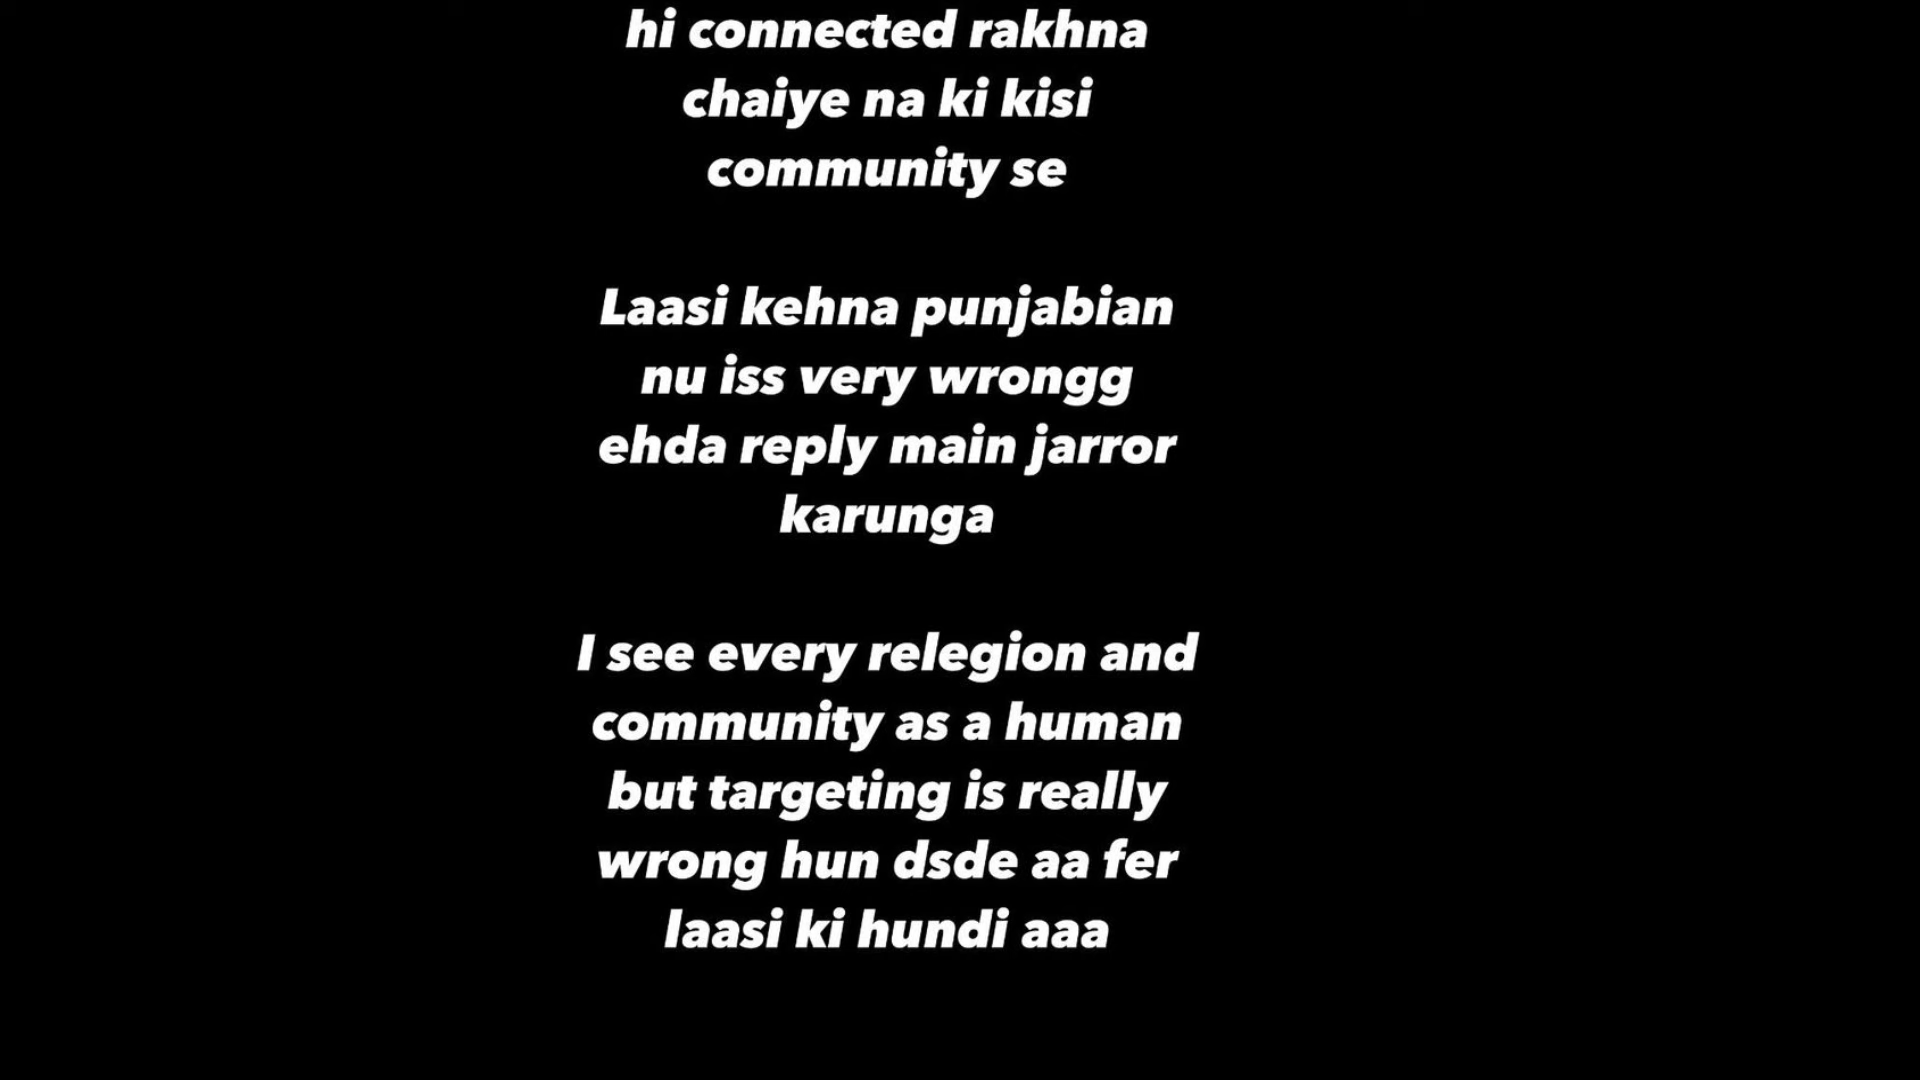 hi connected rakhna
chaiye na ki kisi
community se
Laasi kehna punjabian
nu iss very wrongg
ehda reply main jarror
karunga
I see every relegion and
community as a human
but targeting is really
wrong hun dsde aa fer
laasi ki hundi aaa